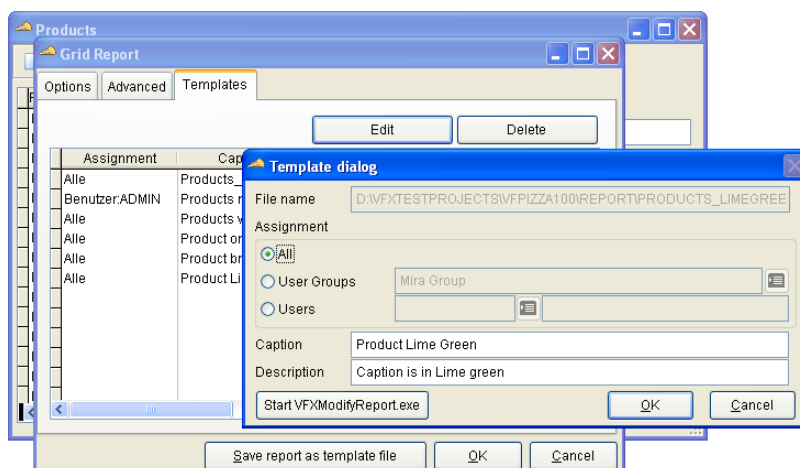 Products
Grid Report
Options Advanced Templates
Edit Delete
Assignment Cap
Alle Products_
Benutzer:ADMIN Products r
Alle Products v
Alle Product or
Alle Product br
Alle Product Li
Template dialog
File name D:\VFXTESTPROJECTS\VFPIZZA100\REPORT\PRODUCTS_LIMEGREE
Assignment
All
User Groups Mira Group
Users
Caption Product Lime Green
Description Caption is in Lime green
Start VFXModifyReport.exe OK Cancel
Save report as template file OK Cancel